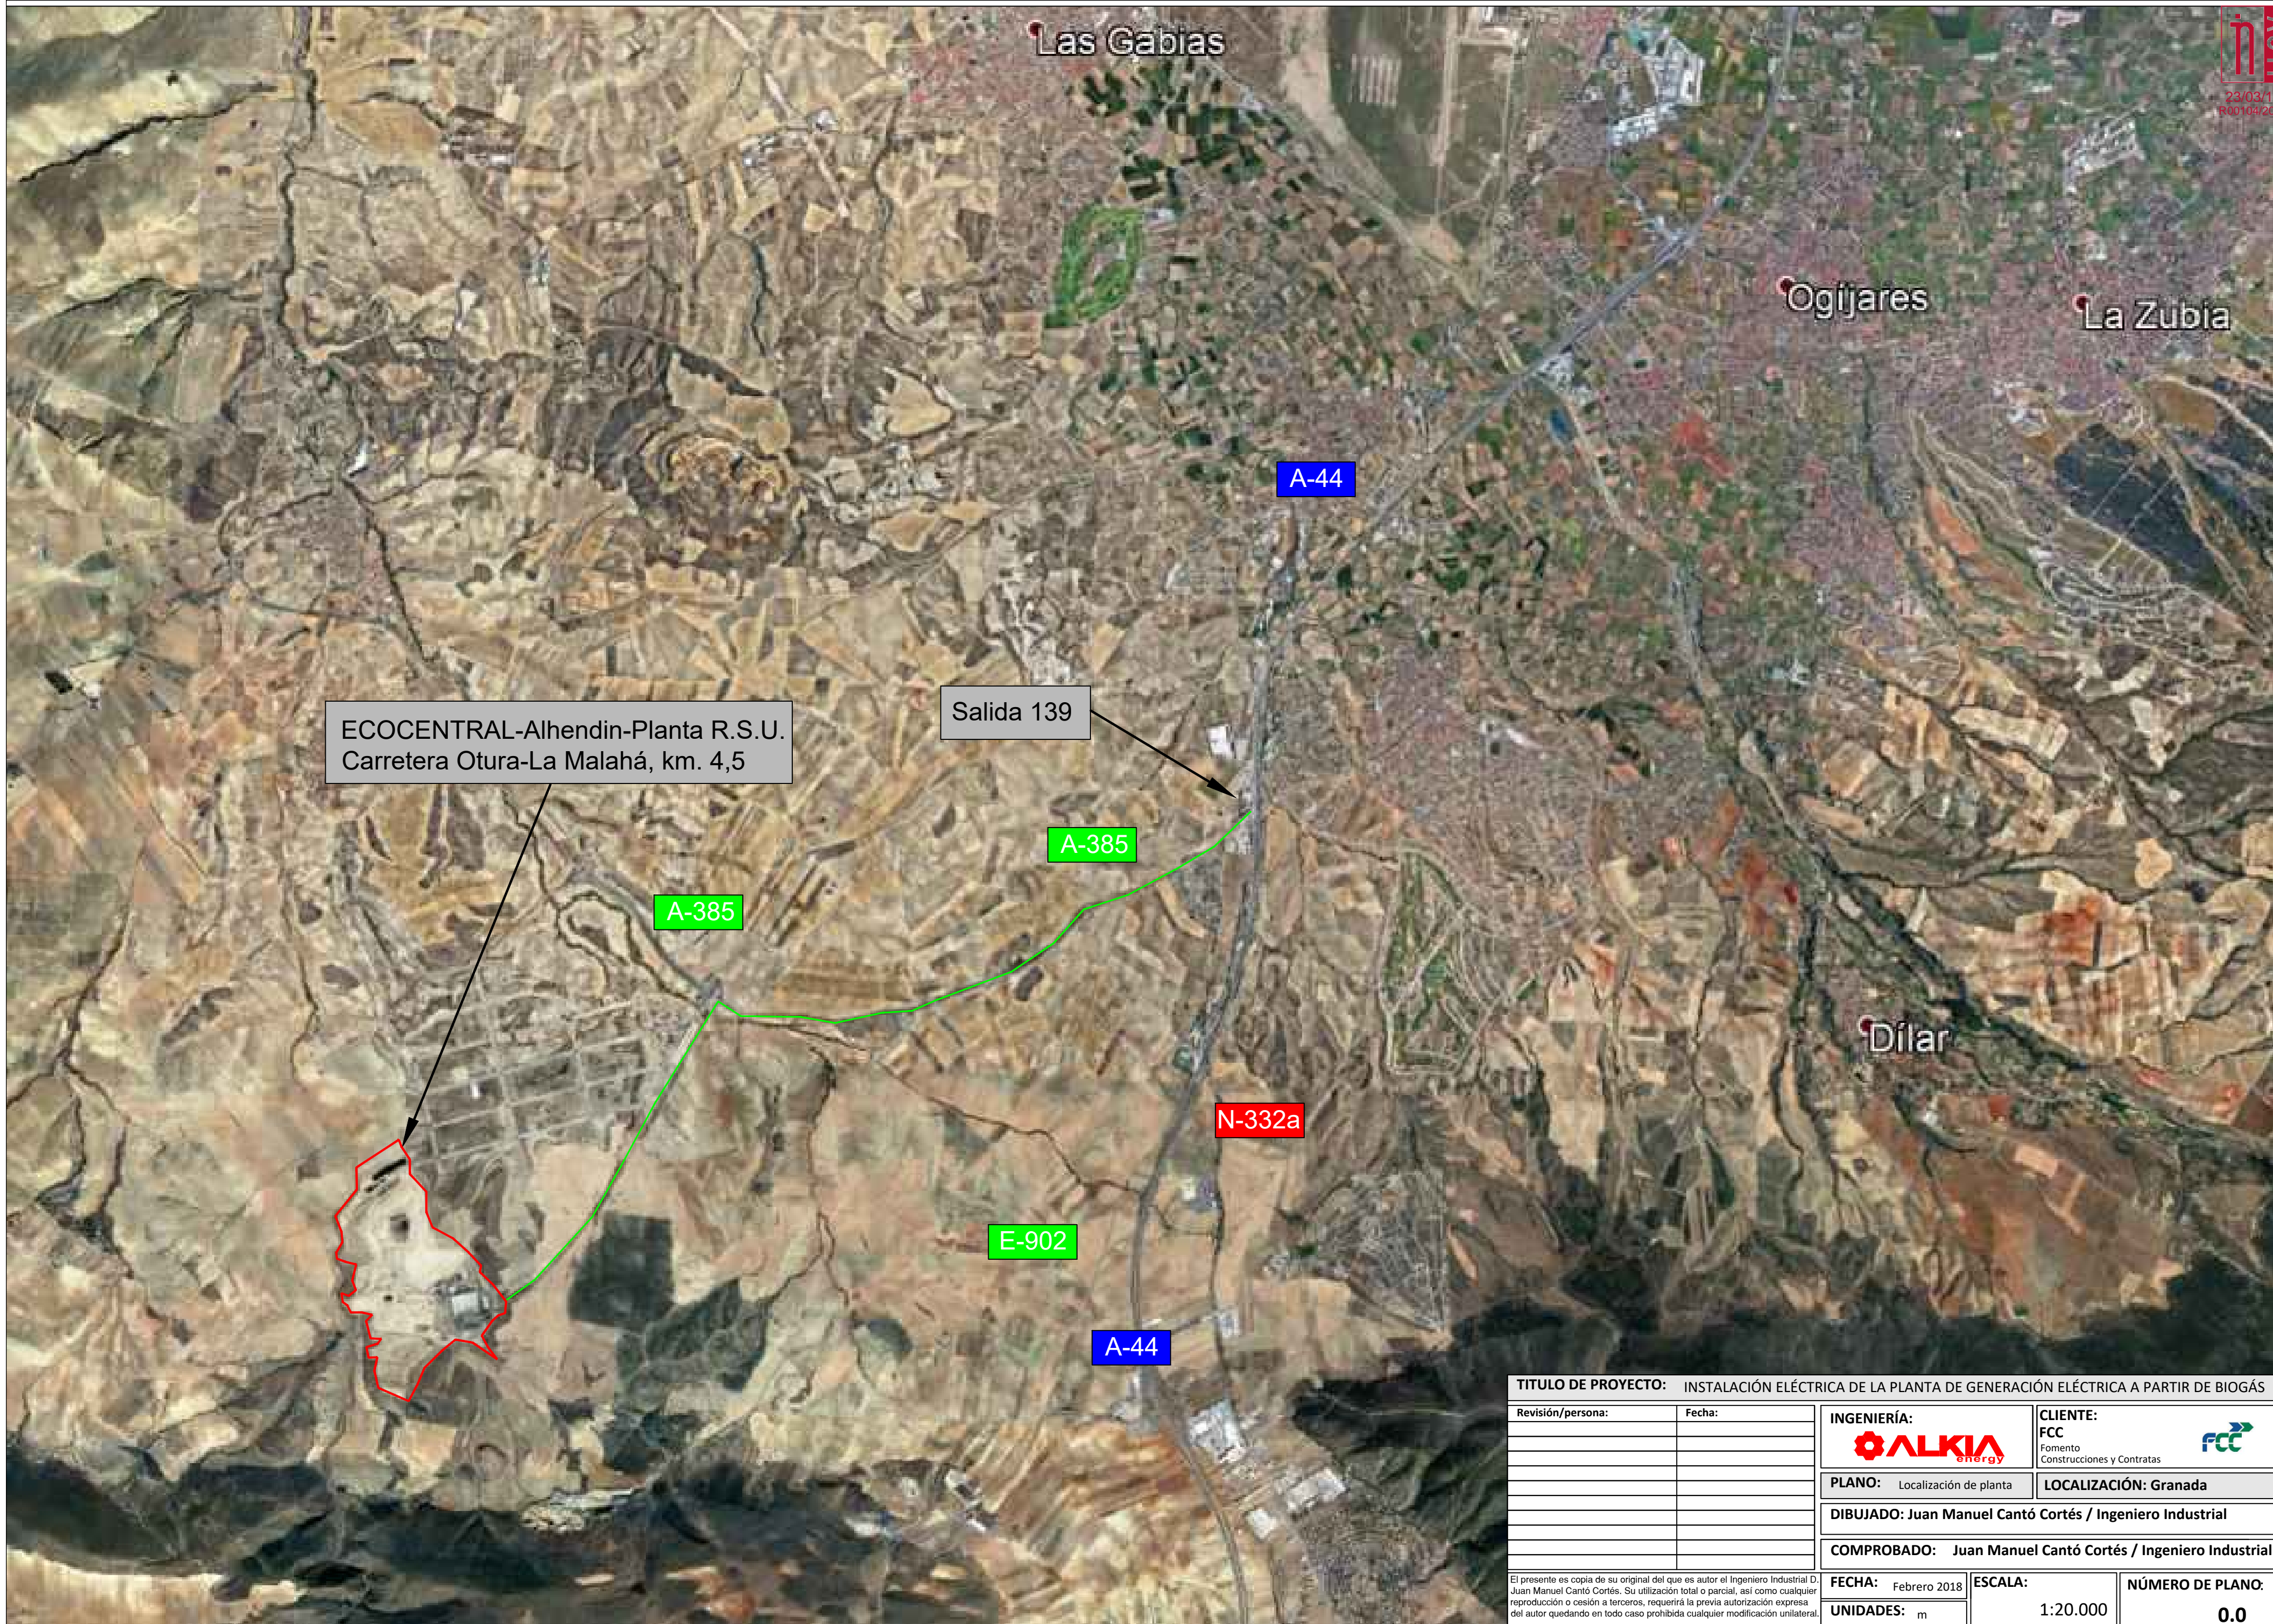 Las Gabias
23/03/1
Ogíjares
La Zubia
A-44
ECOCENTRAL-Alhendin-Planta R.S.U.
Carretera Otura-La Malahá, km. 4,5
Salida 139
A-385
A-385
Dílar
N-332a
E-902
A-44
TITULO DE PROYECTO: INSTALACIÓN ELÉCTRICA DE LA PLANTA DE GENERACIÓN ELÉCTRICA A PARTIR DE BIOGÁS
Revisión/persona:
Fecha:
INGENIERÍA:
ALKIA
energy
CLIENTE:
FCC
Fomento
Construcciones y Contratas
FCC
PLANO: Localización de planta
LOCALIZACIÓN: Granada
DIBUJADO: Juan Manuel Cantó Cortés / Ingeniero Industrial
COMPROBADO: Juan Manuel Cantó Cortés / Ingeniero Industrial
El presente es copia de su original del que es autor el Ingeniero Industrial D.
Juan Manuel Cantó Cortés. Su utilización total o parcial, así como cualquier
reproducción o cesión a terceros, requerirá la previa autorización expresa
del autor quedando en todo caso prohibida cualquier modificación unilateral.
FECHA: Febrero 2018
UNIDADES: m
ESCALA:
1:20.000
NÚMERO DE PLANO:
0.0